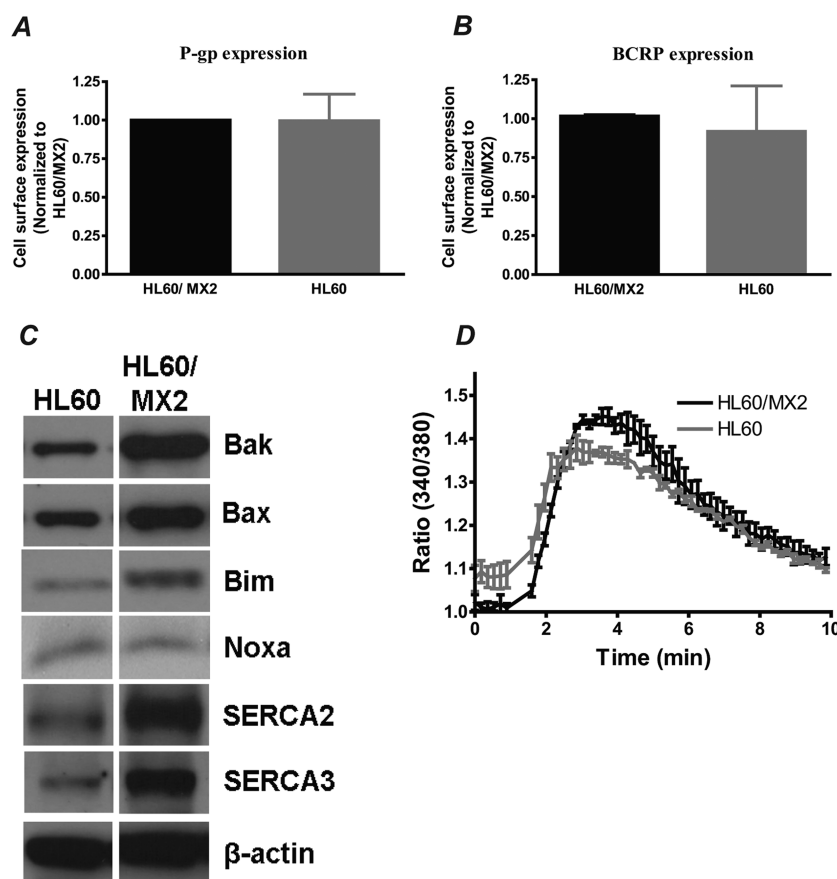 A
P-gp expression
Cell surface expression
(Normalized to
HL60/MX2)
1.25
1.00
0.75
0.50
0.25
0.00
HL60/ MX2
HL60
B
BCRP expression
Cell surface expression
(Normalized to
HL60/MX2)
1.25
1.00
0.75
0.50
0.25
0.00
HL60/MX2
HL60
C
HL60
HL60/
MX2
Bak
Bax
Bim
Noxa
SERCA2
SERCA3
β-actin
D
HL60/MX2
HL60
Ratio (340/380)
1.5
1.4
1.3
1.2
1.1
1.0
0
2
4
6
8
10
Time (min)